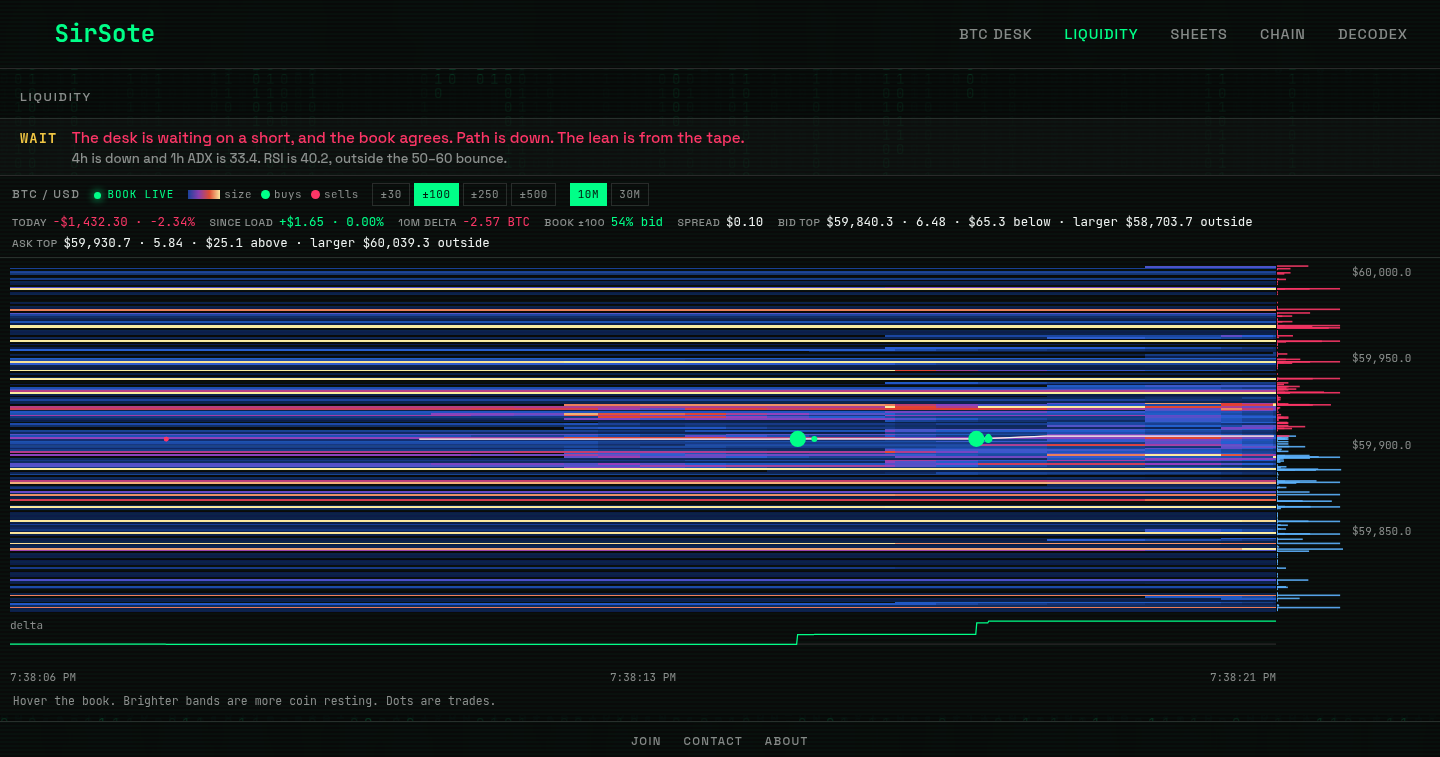 SirSote
BTC DESK LIQUIDITY SHEETS CHAIN DECODEX
LIQUIDITY
WAIT The desk is waiting on a short, and the book agrees. Path is down. The lean is from the tape.
4h is down and 1h ADX is 33.4. RSI is 40.2, outside the 50–60 bounce.
BTC / USD BOOK LIVE size buys sells ±30 ±100 ±250 ±500 10M 30M
TODAY -$1,432.30 · -2.34% SINCE LOAD +$1.65 · 0.00% 10M DELTA -2.57 BTC BOOK ±100 54% bid SPREAD $0.10 BID TOP $59,840.3 · 6.48 · $65.3 below · larger $58,703.7 outside
ASK TOP $59,930.7 · 5.84 · $25.1 above · larger $60,039.3 outside
$60,000.0
$59,950.0
$59,900.0
$59,850.0
delta
7:38:06 PM 7:38:13 PM 7:38:21 PM
Hover the book. Brighter bands are more coin resting. Dots are trades.
JOIN CONTACT ABOUT